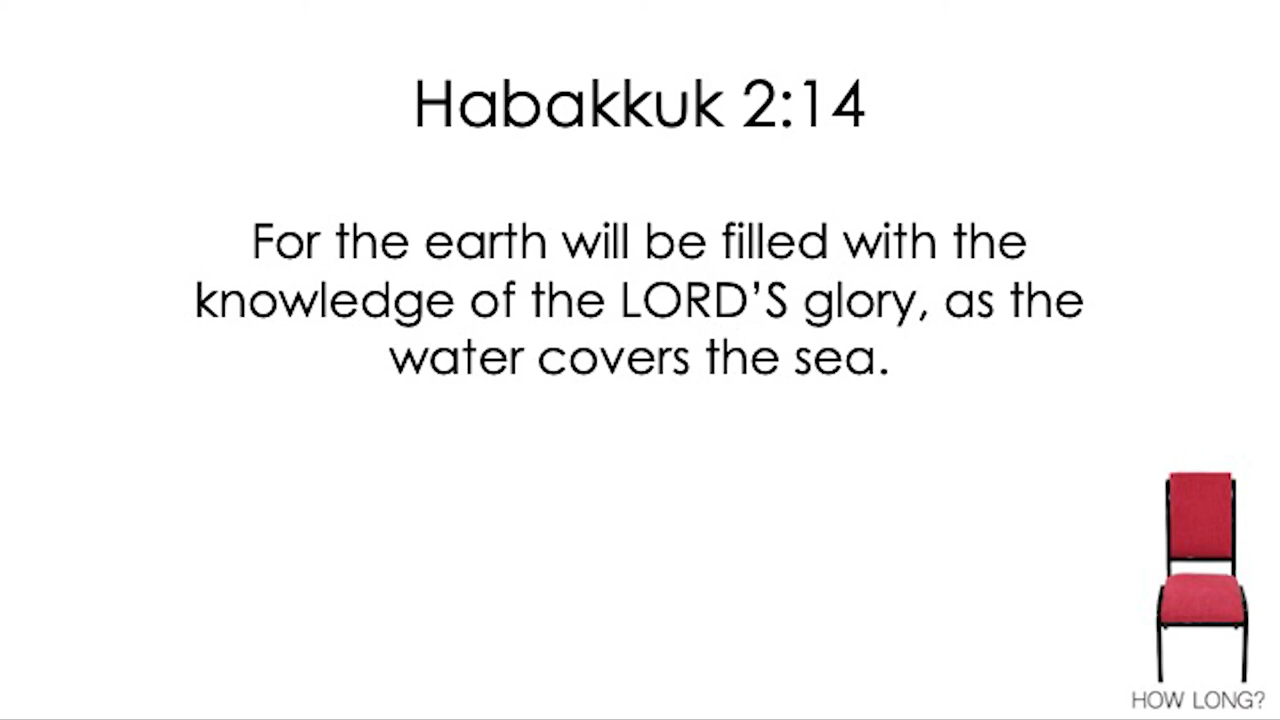 Habakkuk 2:14
For the earth will be filled with the
knowledge of the LORD’S glory, as the
water covers the sea.
HOW LONG?